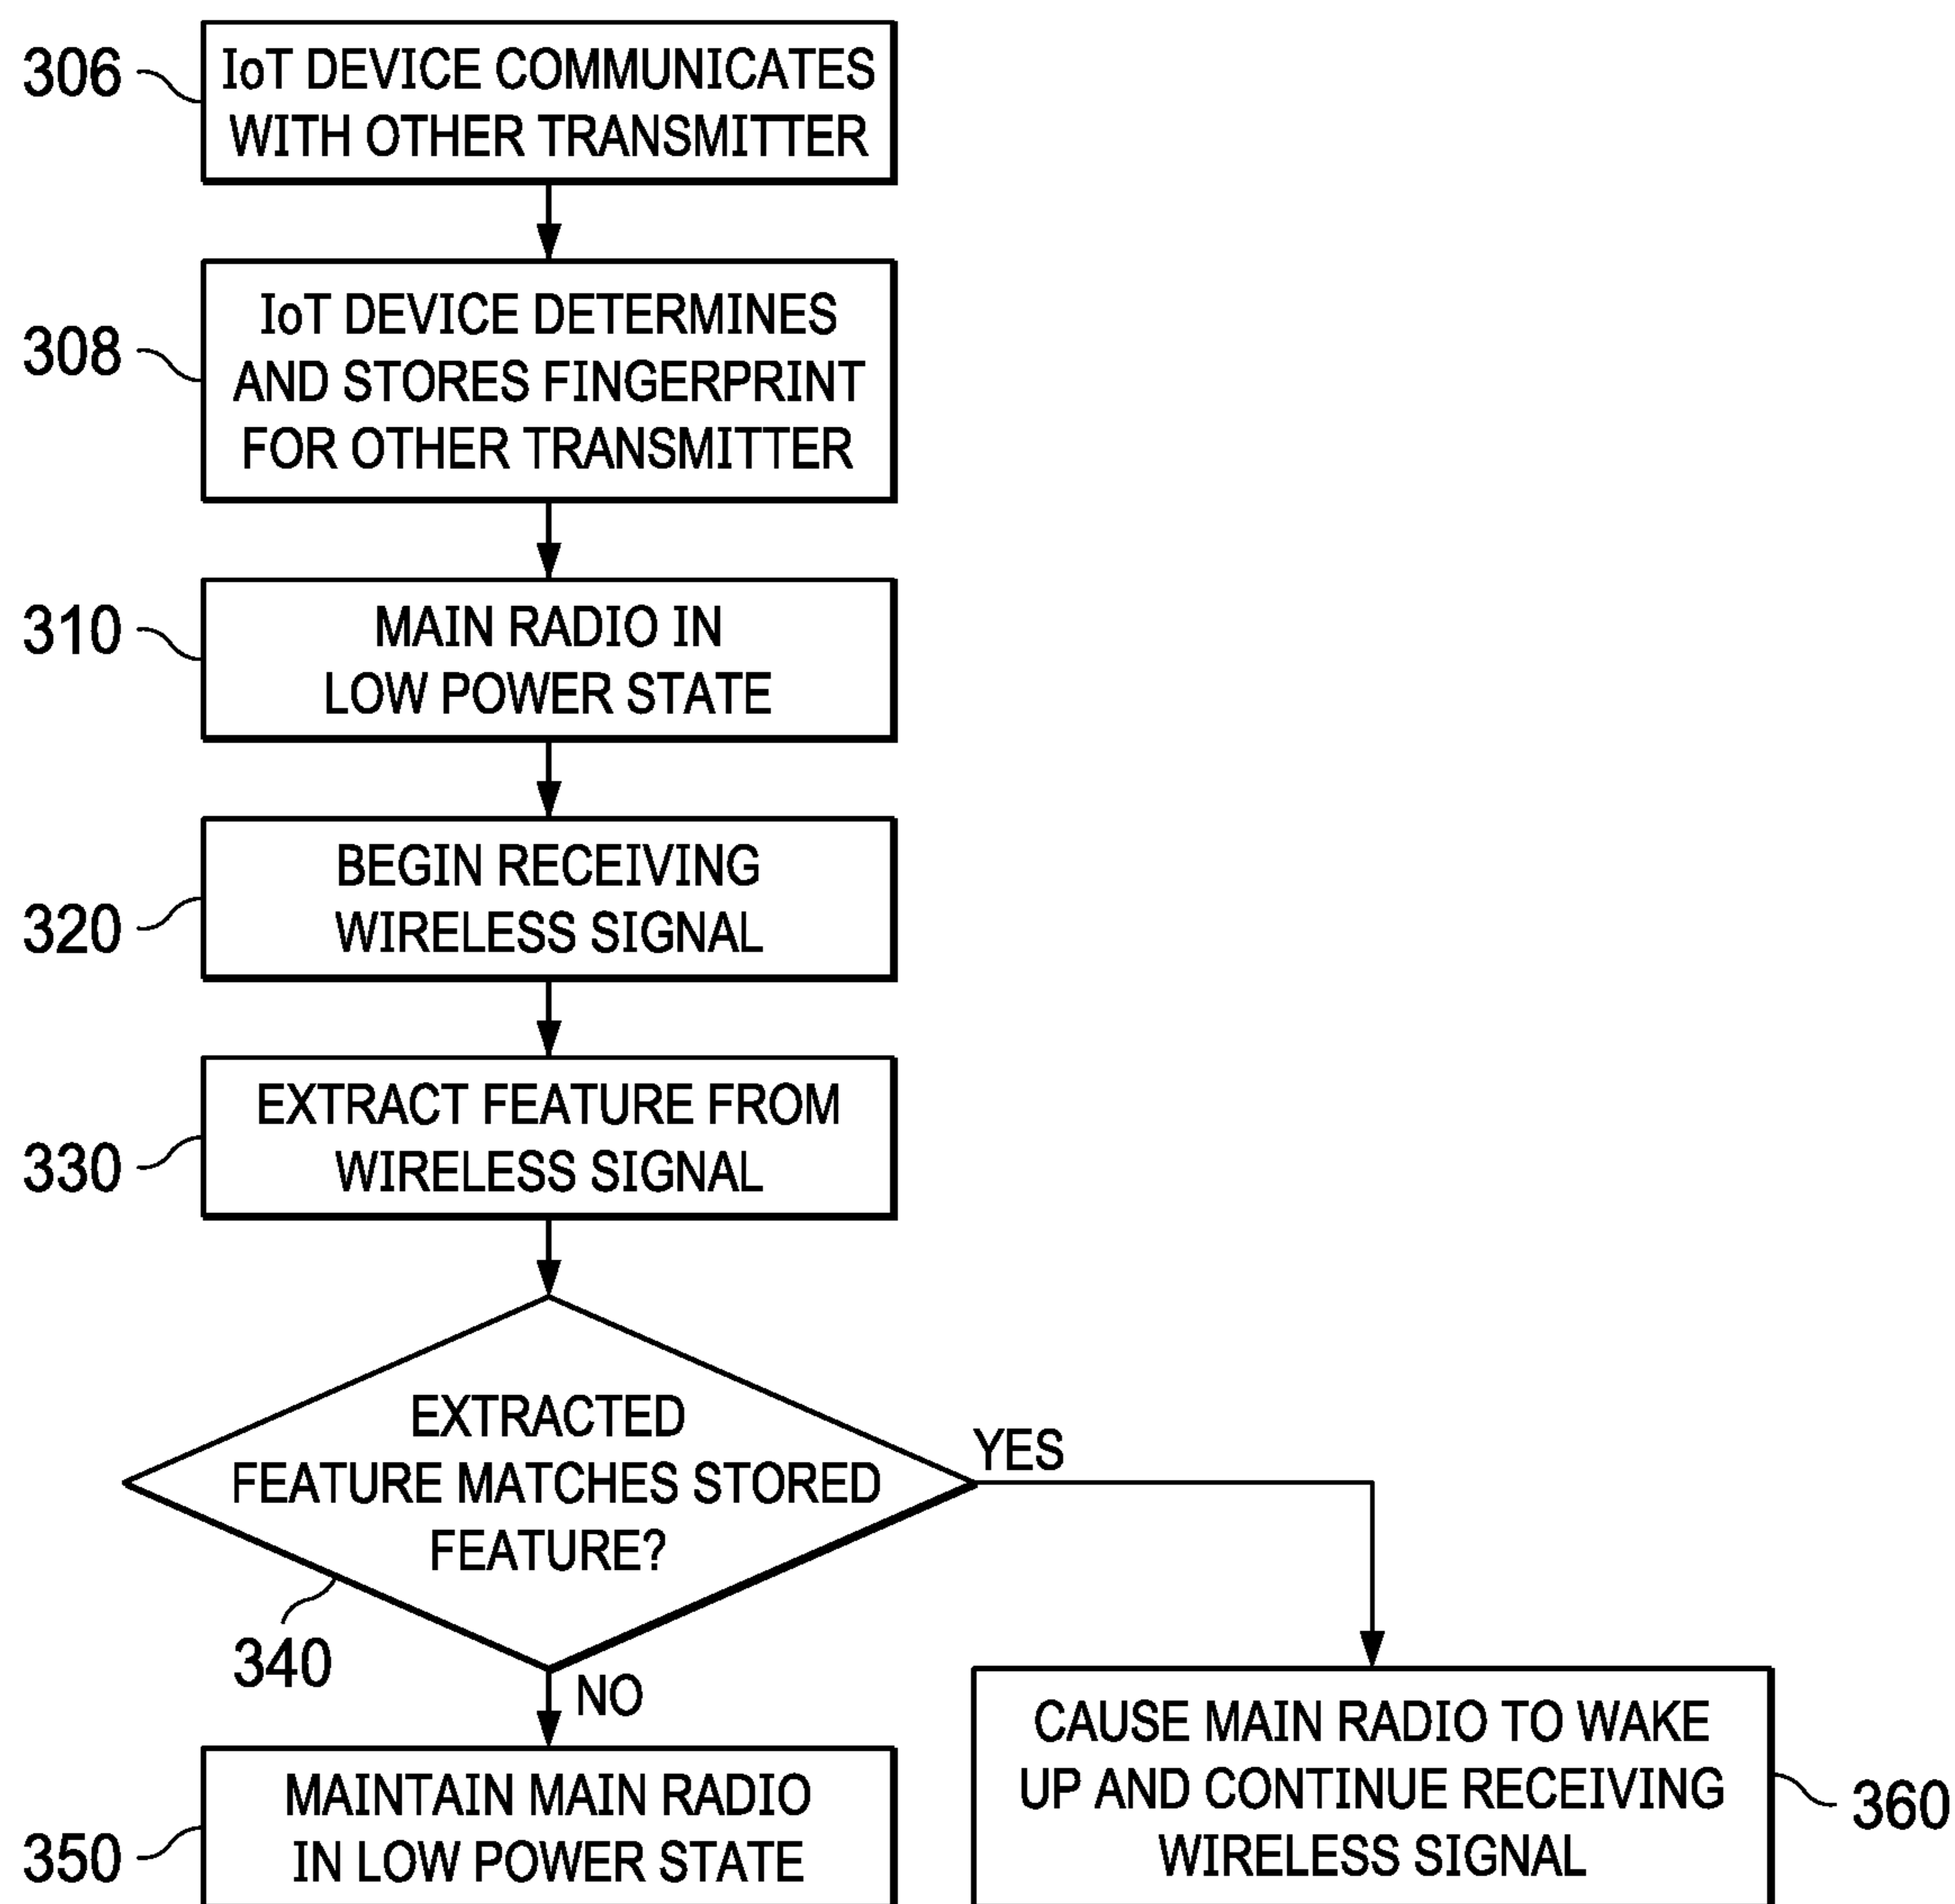 306
IoT DEVICE COMMUNICATES
WITH OTHER TRANSMITTER
308
IoT DEVICE DETERMINES
AND STORES FINGERPRINT
FOR OTHER TRANSMITTER
310
MAIN RADIO IN
LOW POWER STATE
320
BEGIN RECEIVING
WIRELESS SIGNAL
330
EXTRACT FEATURE FROM
WIRELESS SIGNAL
EXTRACTED
FEATURE MATCHES STORED
FEATURE?
YES
340
NO
350
MAINTAIN MAIN RADIO
IN LOW POWER STATE
CAUSE MAIN RADIO TO WAKE
UP AND CONTINUE RECEIVING
WIRELESS SIGNAL
360